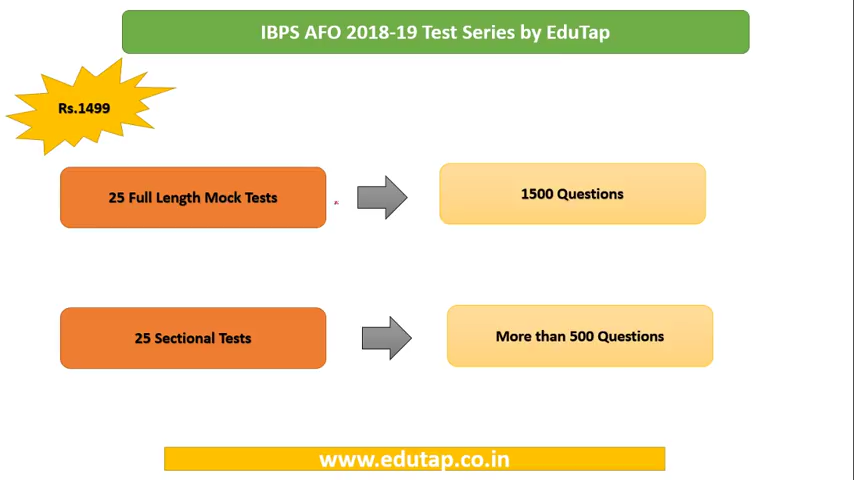 IBPS AFO 2018-19 Test Series by EduTap
Rs.1499
25 Full Length Mock Tests
1500 Questions
25 Sectional Tests
More than 500 Questions
www.edutap.co.in